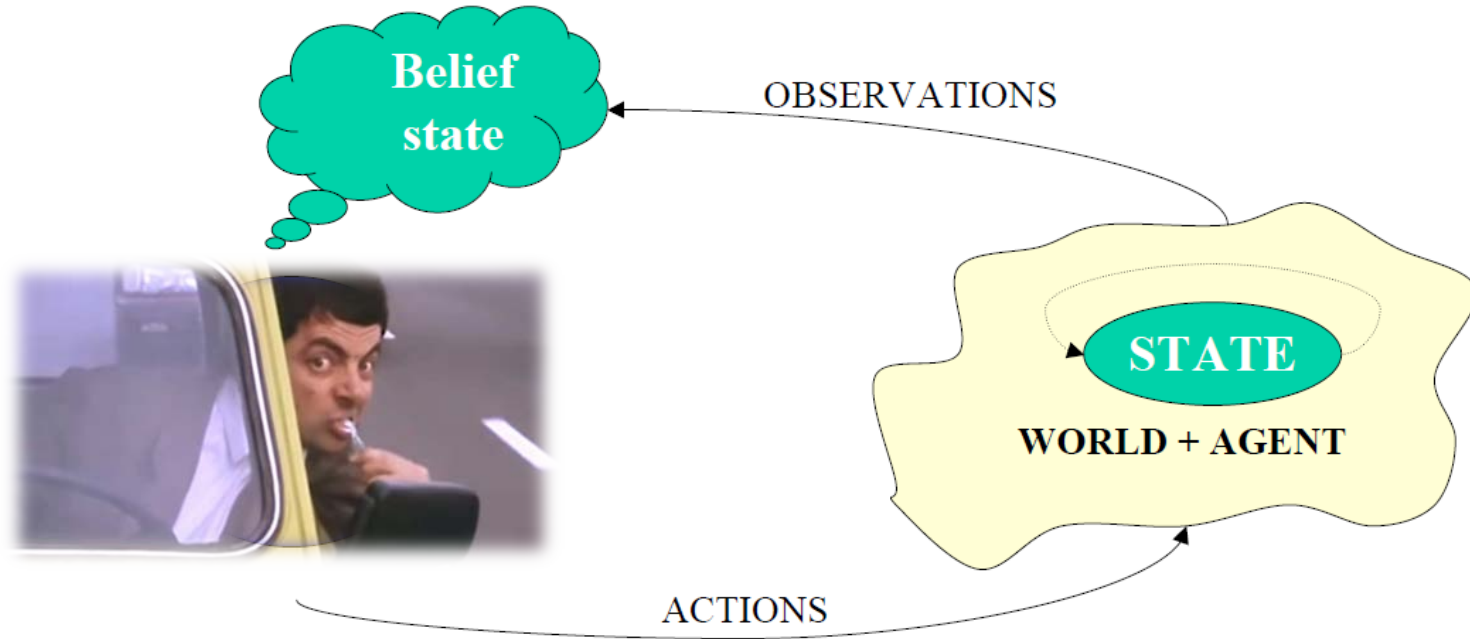 Belief
state
OBSERVATIONS
STATE
WORLD + AGENT
ACTIONS